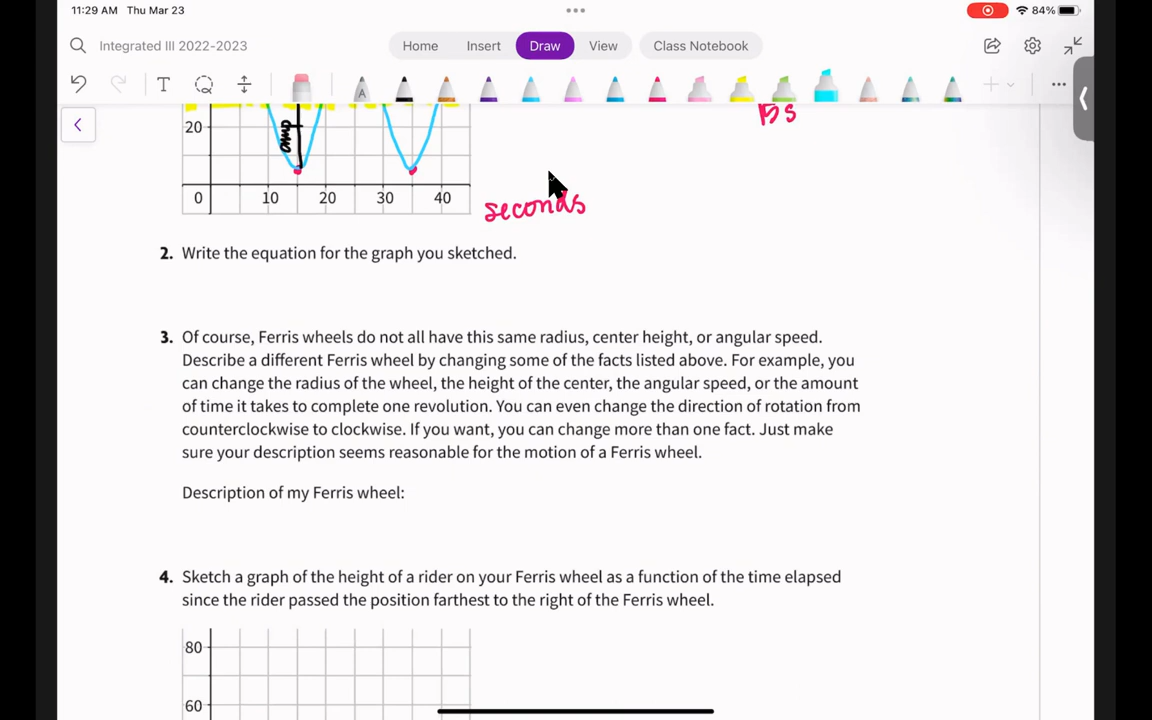 11:29 AM Thu Mar 23
84%
Integrated III 2022-2023
Home Insert Draw View Class Notebook
T
A
20
amp
0 10 20 30 40
seconds
2. Write the equation for the graph you sketched.
3. Of course, Ferris wheels do not all have this same radius, center height, or angular speed.
Describe a different Ferris wheel by changing some of the facts listed above. For example, you
can change the radius of the wheel, the height of the center, the angular speed, or the amount
of time it takes to complete one revolution. You can even change the direction of rotation from
counterclockwise to clockwise. If you want, you can change more than one fact. Just make
sure your description seems reasonable for the motion of a Ferris wheel.
Description of my Ferris wheel:
4. Sketch a graph of the height of a rider on your Ferris wheel as a function of the time elapsed
since the rider passed the position farthest to the right of the Ferris wheel.
80
60